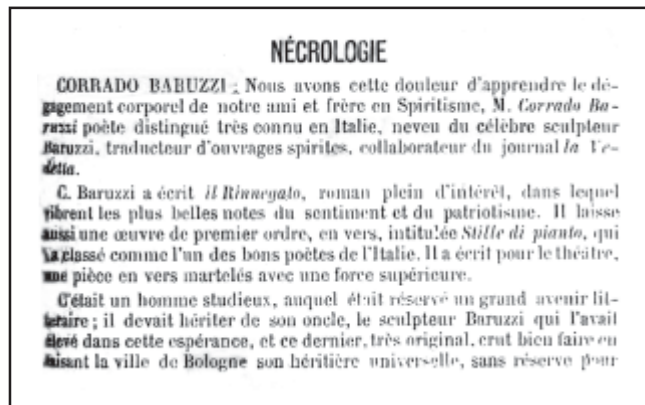 NÉCROLOGIE
CORRADO BARUZZI : Nous avons cette douleur d'apprendre le dé-
gagement corporel de notre ami et frère en Spiritisme, M. Corrado Ba-
ruzzi poète distingué très connu en Italie, neveu du célèbre sculpteur
Baruzzi, traducteur d'ouvrages spirites, collaborateur du journal la Ve-
detta.
C. Baruzzi a écrit il Rinnegato, roman plein d'intérêt, dans lequel
vibrent les plus belles notes du sentiment et du patriotisme. Il laisse
aussi une œuvre de premier ordre, en vers, intitulée Stille di pianto, qui
l'a classé comme l'un des bons poètes de l'Italie. Il a écrit pour le théâtre,
une pièce en vers martelés avec une force supérieure.
C'était un homme studieux, auquel était réservé un grand avenir lit-
téraire ; il devait hériter de son oncle, le sculpteur Baruzzi qui l'avait
élevé dans cette espérance, et ce dernier, très original, crut bien faire en
faisant la ville de Bologne son héritière universelle, sans réserve pour